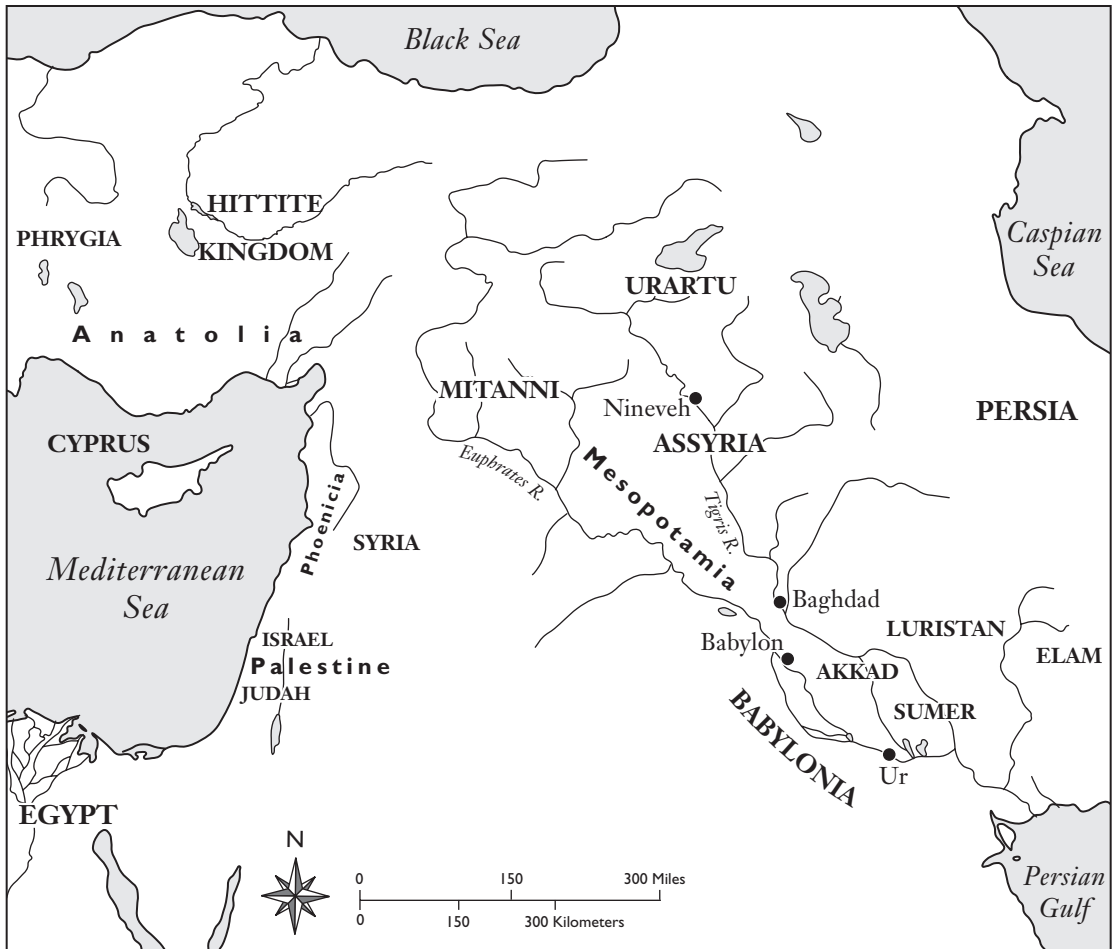 Black Sea
HITTITE
KINGDOM
PHRYGIA
Caspian
Sea
URARTU
Anatolia
MITANNI
Nineveh
PERSIA
CYPRUS
ASSYRIA
Euphrates R.
Mesopotamia
Tigris R.
Phoenicia
SYRIA
Mediterranean
Sea
Baghdad
LURISTAN
ISRAEL
Babylon
ELAM
Palestine
AKKAD
JUDAH
BABYLONIA
SUMER
Ur
EGYPT
N
0 150 300 Miles
0 150 300 Kilometers
Persian
Gulf